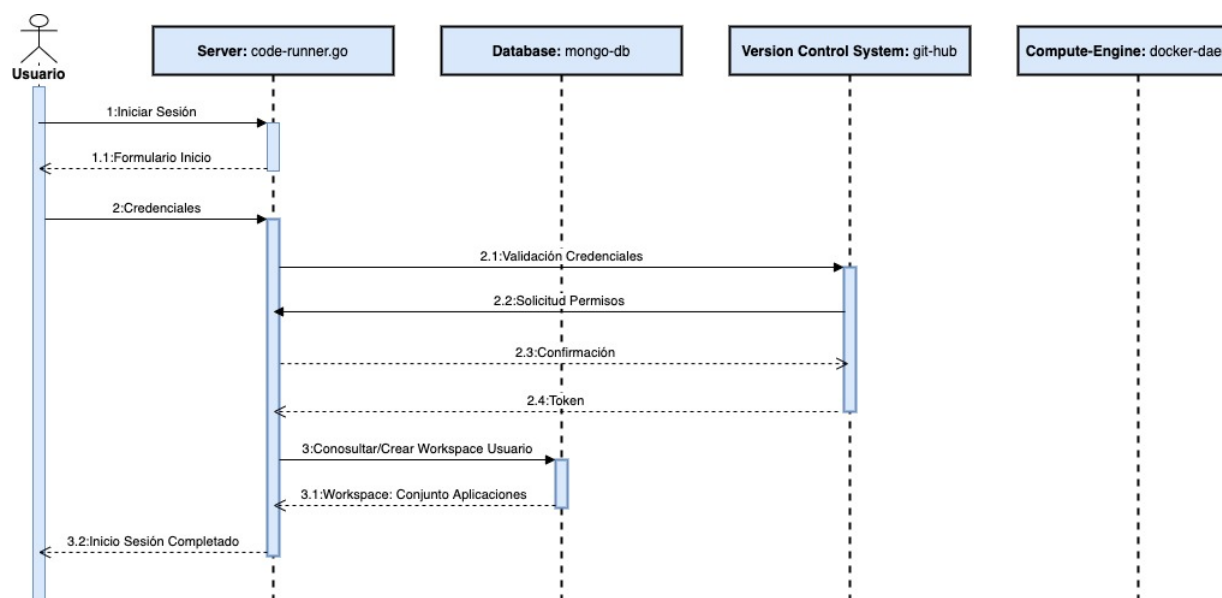 Usuario
Server: code-runner.go
Database: mongo-db
Version Control System: git-hub
Compute-Engine: docker-dae
1:Iniciar Sesión
1.1:Formulario Inicio
2:Credenciales
2.1:Validación Credenciales
2.2:Solicitud Permisos
2.3:Confirmación
2.4:Token
3:Conosultar/Crear Workspace Usuario
3.1:Workspace: Conjunto Aplicaciones
3.2:Inicio Sesión Completado